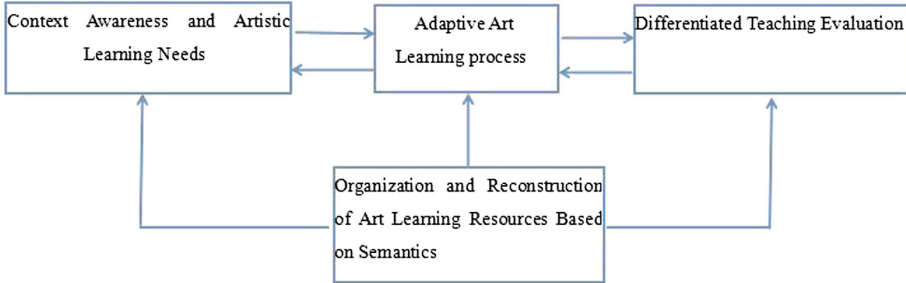 Context Awareness and Artistic
Learning Needs
Adaptive Art
Learning process
Differentiated Teaching Evaluation
Organization and Reconstruction
of Art Learning Resources Based
on Semantics